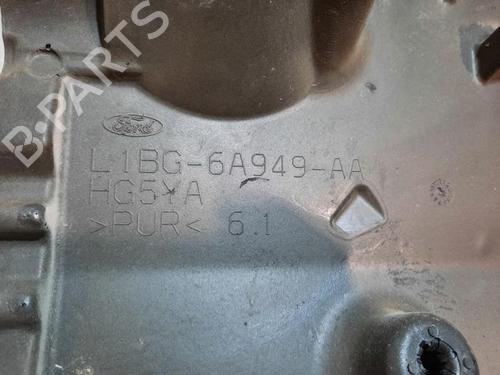 B-PARTS
Ford
L1BG-6A949-AA
HG5YA
>PUR< 6.1